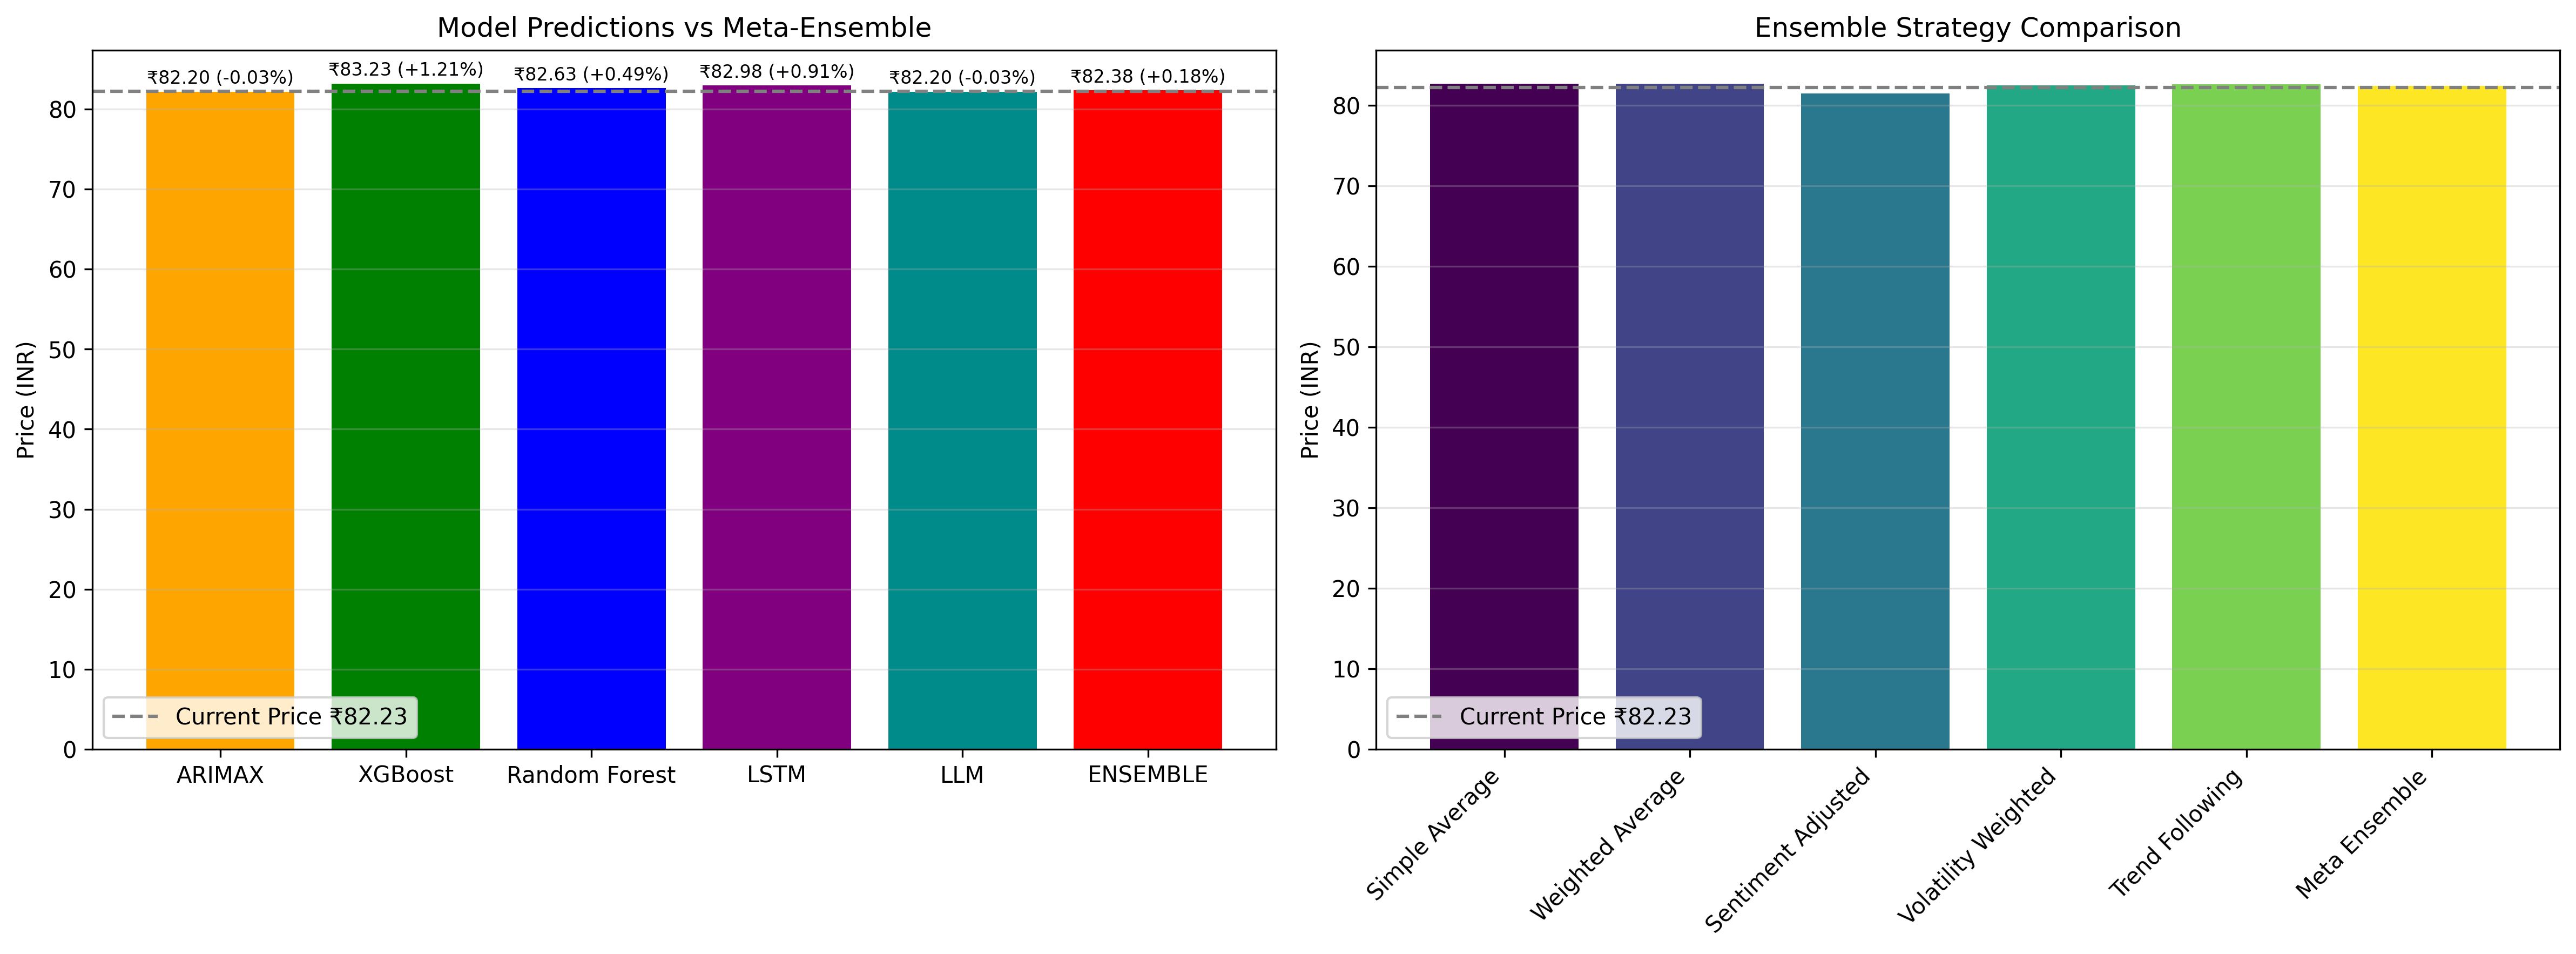 Model Predictions vs Meta-Ensemble
₹82.20 (-0.03%)
₹83.23 (+1.21%)
₹82.63 (+0.49%)
₹82.98 (+0.91%)
₹82.20 (-0.03%)
₹82.38 (+0.18%)
Price (INR)
80
70
60
50
40
30
20
10
0
Current Price ₹82.23
ARIMAX
XGBoost
Random Forest
LSTM
LLM
ENSEMBLE
Ensemble Strategy Comparison
Price (INR)
80
70
60
50
40
30
20
10
0
Current Price ₹82.23
Simple Average
Weighted Average
Sentiment Adjusted
Volatility Weighted
Trend Following
Meta Ensemble